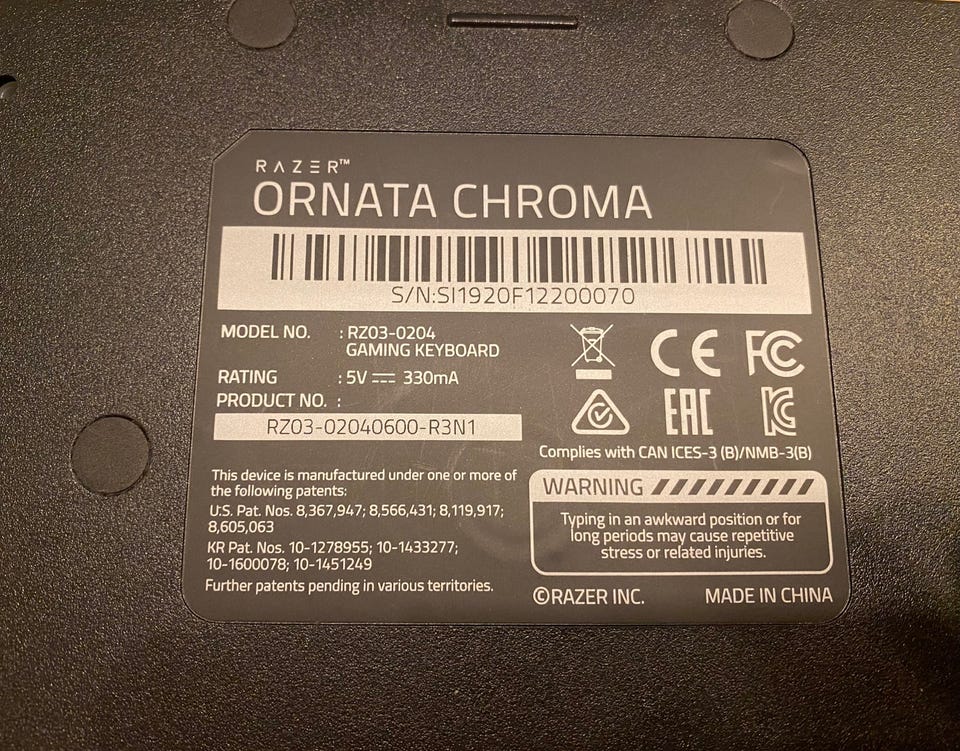 RAZER™
ORNATA CHROMA
S/N:SI1920F12200070
MODEL NO. : RZ03-0204
GAMING KEYBOARD
RATING : 5V ⎓ 330mA
PRODUCT NO. :
RZ03-02040600-R3N1
CE FC
EAC KC
Complies with CAN ICES-3 (B)/NMB-3(B)
This device is manufactured under one or more of
the following patents:
U.S. Pat. Nos. 8,367,947; 8,566,431; 8,119,917;
8,605,063
KR Pat. Nos. 10-1278955; 10-1433277;
10-1600078; 10-1451249
Further patents pending in various territories.
WARNING
Typing in an awkward position or for
long periods may cause repetitive
stress or related injuries.
©RAZER INC. MADE IN CHINA